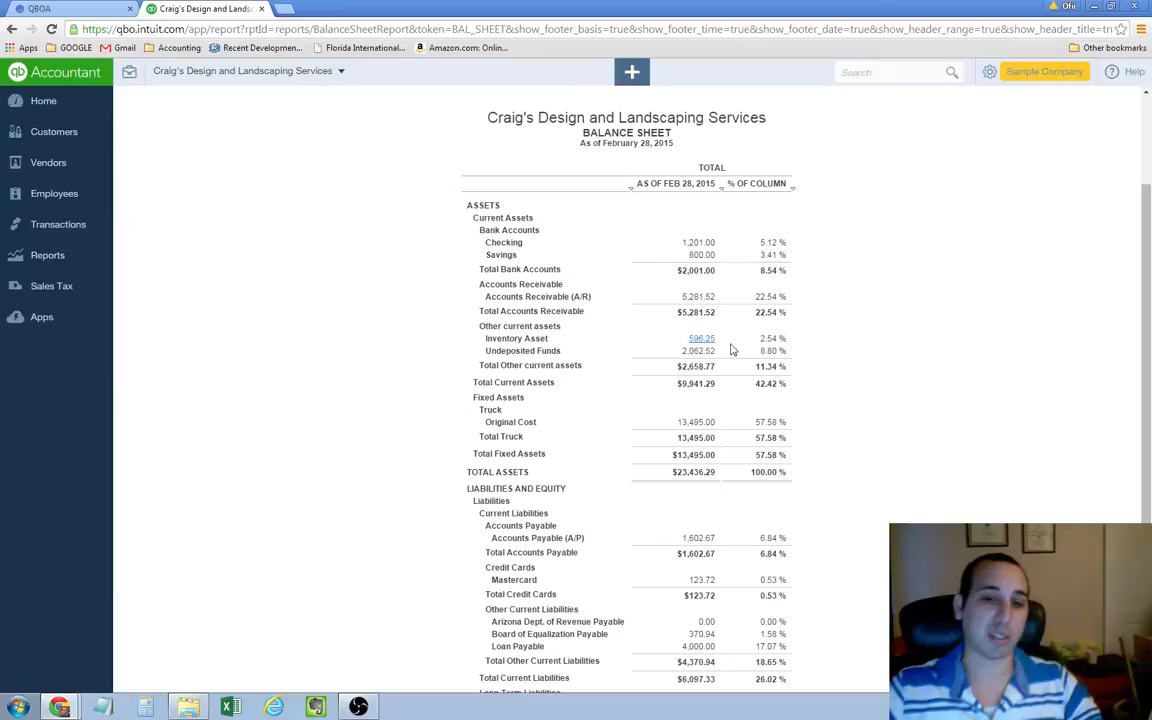 QBOA
Craig's Design and Landsc
Ofir
https://qbo.intuit.com/app/report?rptId=reports/BalanceSheetReport&token=BAL_SHEET&show_footer_basis=true&show_footer_time=true&show_footer_date=true&show_header_range=true&show_header_title=tr
Apps GOOGLE Gmail Accounting Recent Developmen... Florida International... Amazon.com: Onlin... Other bookmarks
qb Accountant Craig's Design and Landscaping Services Search Sample Company Help
Home
Customers
Vendors
Employees
Transactions
Reports
Sales Tax
Apps
Craig's Design and Landscaping Services
BALANCE SHEET
As of February 28, 2015
TOTAL
AS OF FEB 28, 2015 % OF COLUMN
ASSETS
Current Assets
Bank Accounts
Checking 1,201.00 5.12 %
Savings 800.00 3.41 %
Total Bank Accounts $2,001.00 8.54 %
Accounts Receivable
Accounts Receivable (A/R) 5,281.52 22.54 %
Total Accounts Receivable $5,281.52 22.54 %
Other current assets
Inventory Asset 596.25 2.54 %
Undeposited Funds 2,062.52 8.80 %
Total Other current assets $2,658.77 11.34 %
Total Current Assets $9,941.29 42.42 %
Fixed Assets
Truck
Original Cost 13,495.00 57.58 %
Total Truck 13,495.00 57.58 %
Total Fixed Assets $13,495.00 57.58 %
TOTAL ASSETS $23,436.29 100.00 %
LIABILITIES AND EQUITY
Liabilities
Current Liabilities
Accounts Payable
Accounts Payable (A/P) 1,602.67 6.84 %
Total Accounts Payable $1,602.67 6.84 %
Credit Cards
Mastercard 123.72 0.53 %
Total Credit Cards $123.72 0.53 %
Other Current Liabilities
Arizona Dept. of Revenue Payable 0.00 0.00 %
Board of Equalization Payable 370.94 1.58 %
Loan Payable 4,000.00 17.07 %
Total Other Current Liabilities $4,370.94 18.65 %
Total Current Liabilities $6,097.33 26.02 %